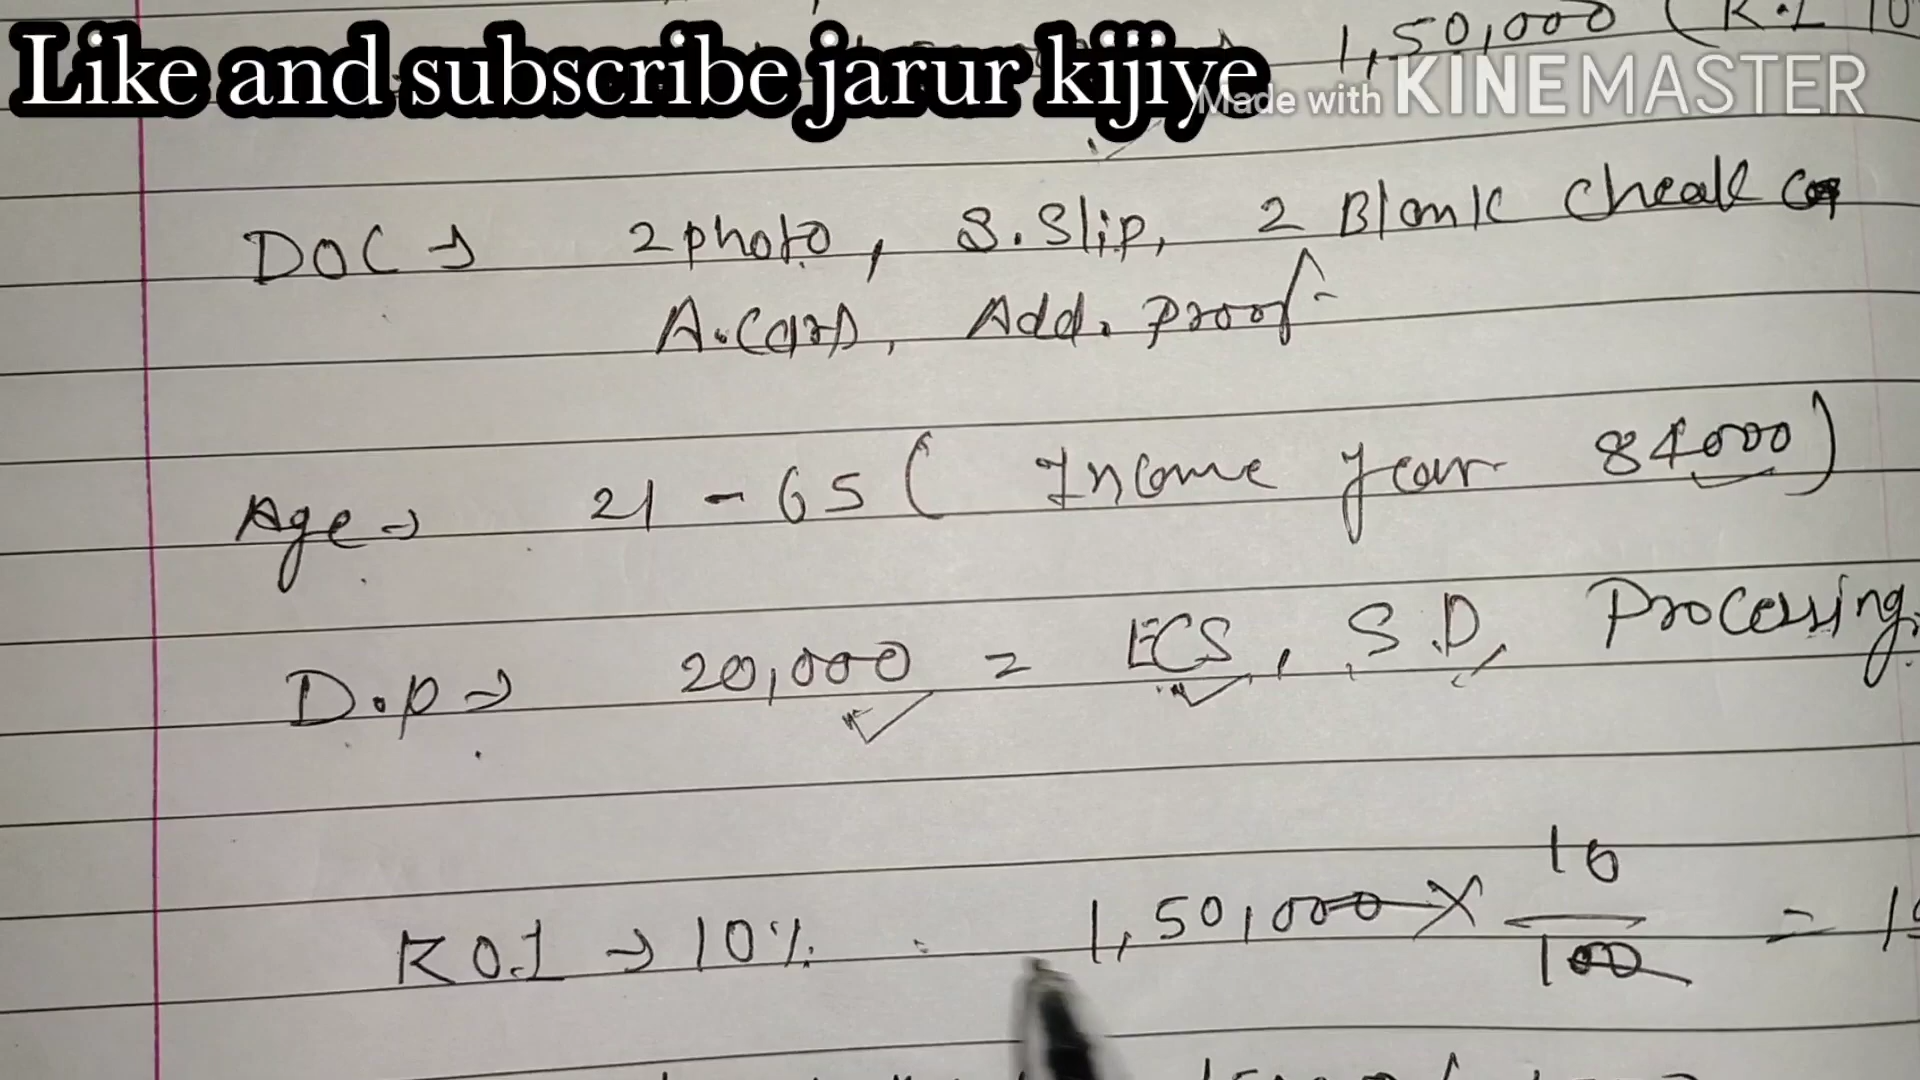 1,50,000 (R.I 10
Like and subscribe jarur kijiye
Made with KINEMASTER
DOC → 2 photo, S. Slip, 2 Blank cheak
A. Card, Add. Proof
Age → 21 - 65 ( Income year 84000)
D.p → 20,000 = ECS, S.D, Processing
R O.I → 10% 1,50,000 X 10
100 =